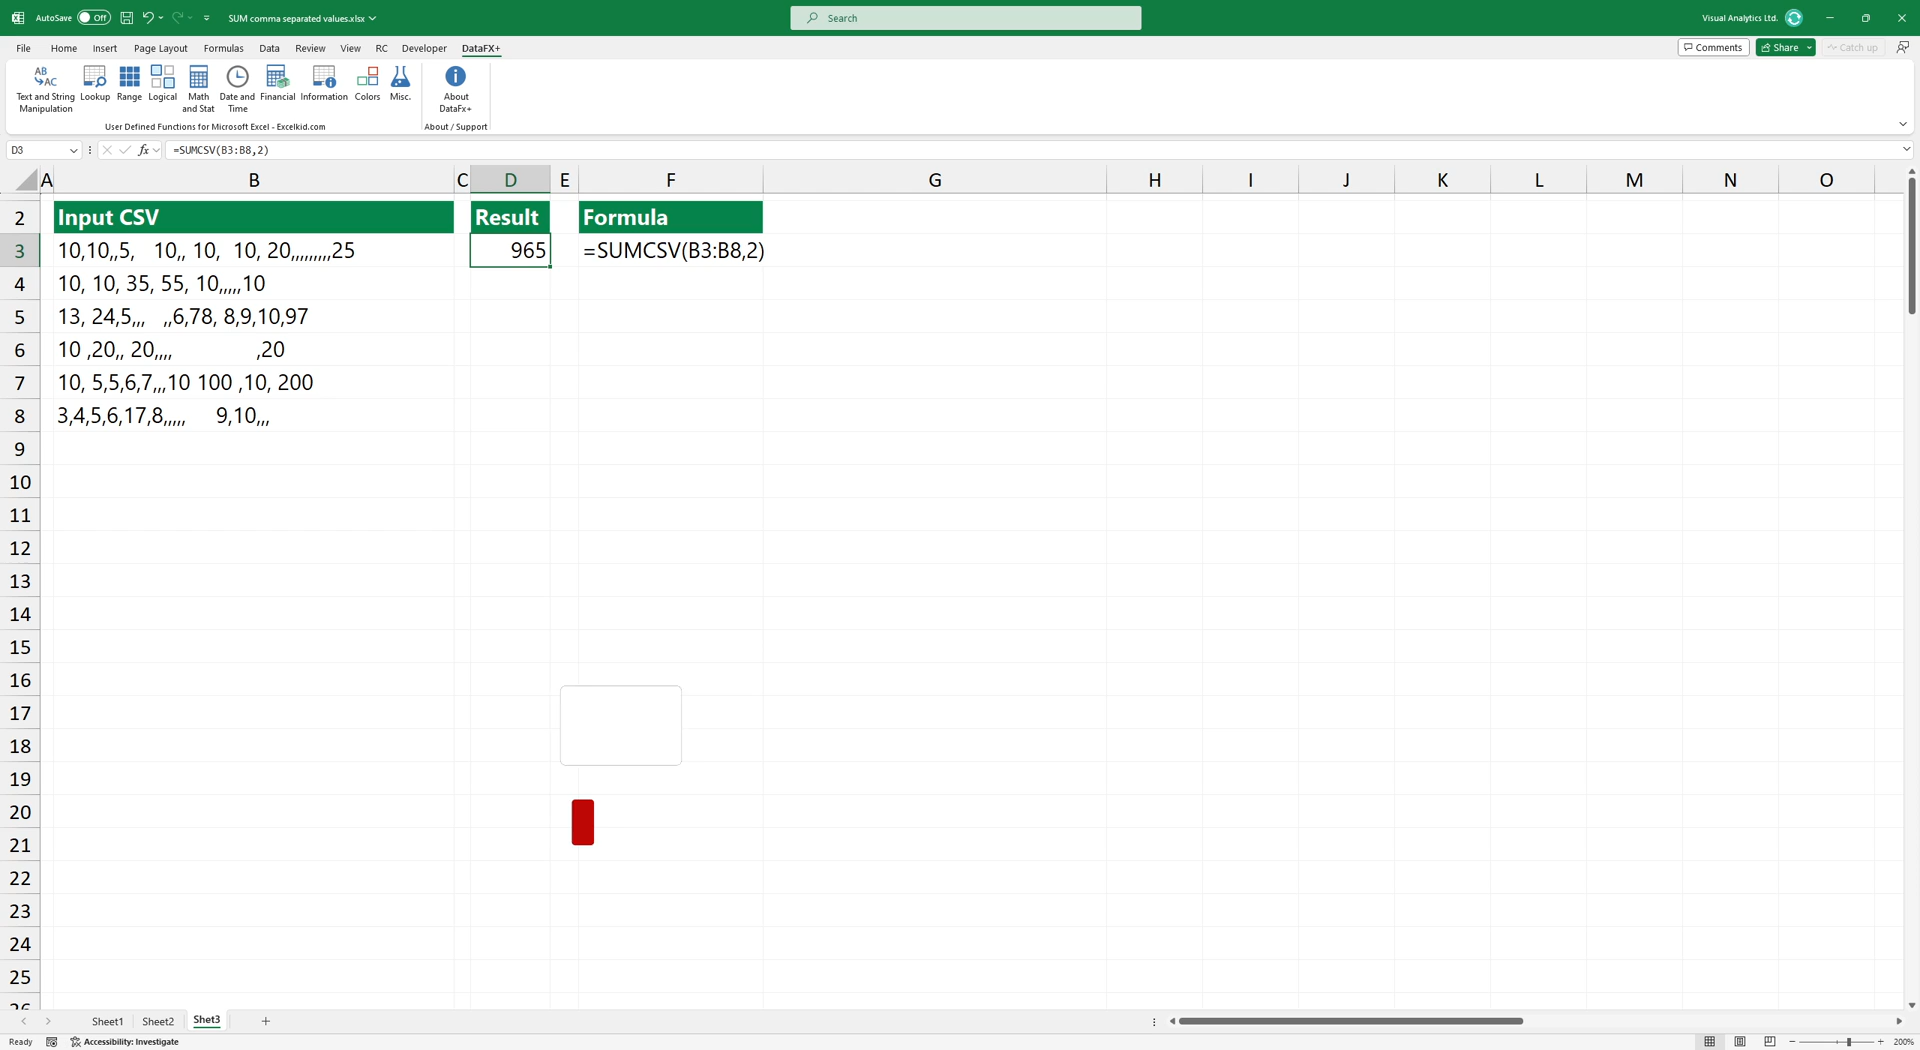 AutoSave Off SUM comma separated values.xlsx Search Visual Analytics Ltd.
File Home Insert Page Layout Formulas Data Review View RC Developer DataFX+ Comments Share Catch up
AB AC
Text and String Manipulation Lookup Range Logical Math and Stat Date and Time Financial Information Colors Misc. About DataFx+
User Defined Functions for Microsoft Excel - Excelkid.com About / Support
D3 fx =SUMCSV(B3:B8,2)
A B C D E F G H I J K L M N O
2 Input CSV Result Formula
3 10,10,,5,   10,, 10,  10, 20,,,,,,,,,25 965 =SUMCSV(B3:B8,2)
4 10, 10, 35, 55, 10,,,,,10
5 13, 24,5,,,   ,,6,78, 8,9,10,97
6 10 ,20,, 20,,,,              ,20
7 10, 5,5,6,7,,,10 100 ,10, 200
8 3,4,5,6,17,8,,,,,     9,10,,,
9
10
11
12
13
14
15
16
17
18
19
20
21
22
23
24
25
Sheet1 Sheet2 Shet3
Ready Accessibility: Investigate 200%